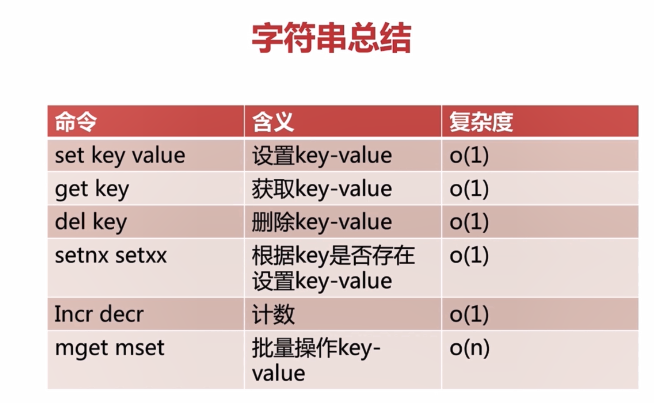 字符串总结
命令 含义 复杂度
set key value 设置key-value o(1)
get key 获取key-value o(1)
del key 删除key-value o(1)
setnx setxx 根据key是否存在 o(1)
设置key-value
Incr decr 计数 o(1)
mget mset 批量操作key- o(n)
value